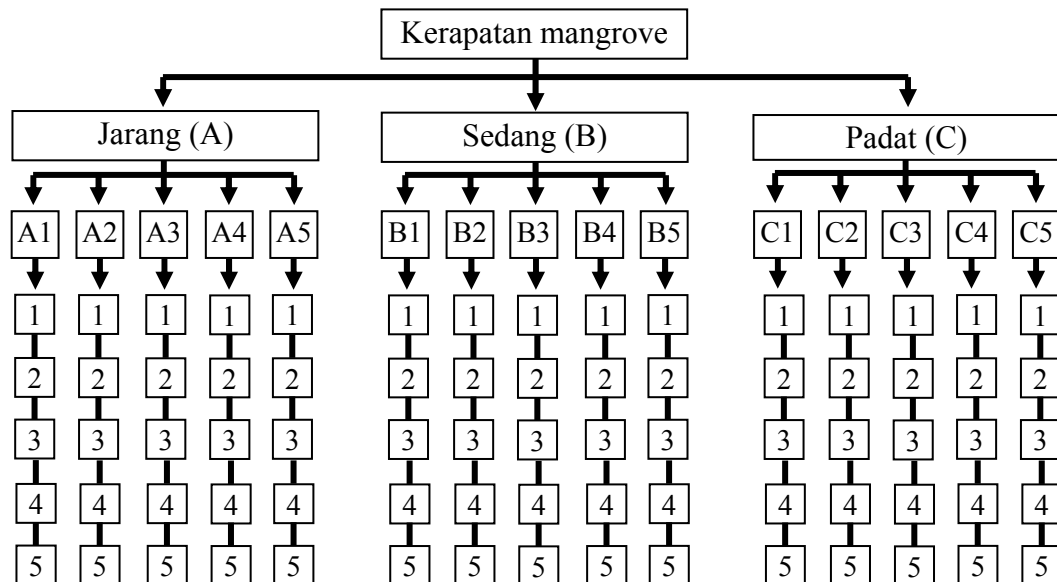 Kerapatan mangrove
Jarang (A) Sedang (B) Padat (C)
A1 A2 A3 A4 A5 B1 B2 B3 B4 B5 C1 C2 C3 C4 C5
1 1 1 1 1 1 1 1 1 1 1 1 1 1 1
2 2 2 2 2 2 2 2 2 2 2 2 2 2 2
3 3 3 3 3 3 3 3 3 3 3 3 3 3 3
4 4 4 4 4 4 4 4 4 4 4 4 4 4 4
5 5 5 5 5 5 5 5 5 5 5 5 5 5 5